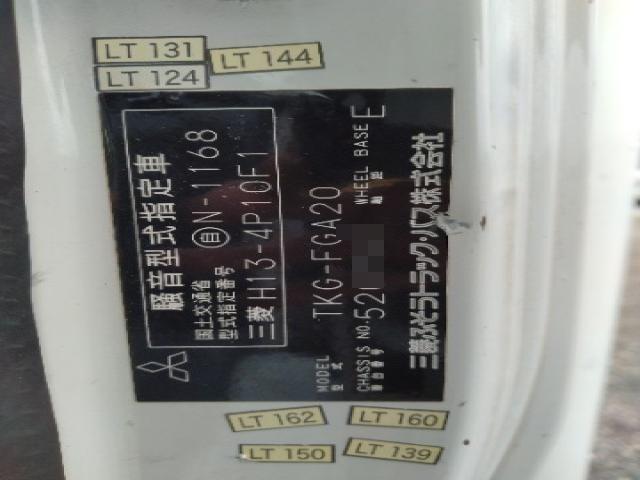 LT 131
LT 124
LT 144
騒音型式指定車
国土交通省
型式指定番号
自 N-1168
三菱 H13-4P10F1
MODEL
型式
TKG-FGA20
CHASSIS NO.
車台番号
52
WHEEL BASE
軸距
E
三菱ふそうトラック・バス株式会社
LT 162
LT 160
LT 150
LT 139